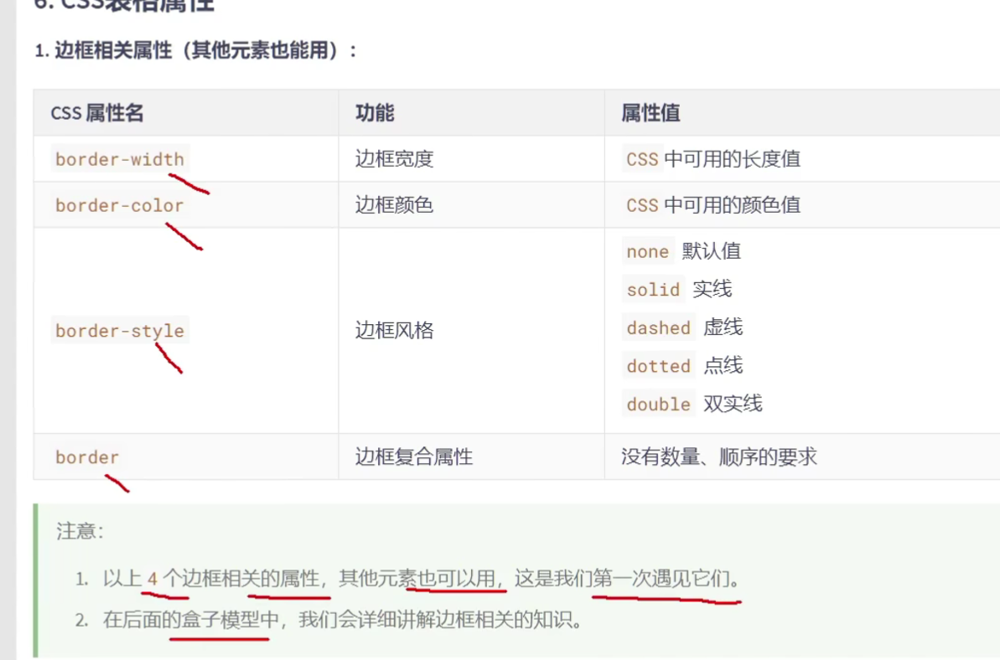 6. CSS表格属性
1. 边框相关属性（其他元素也能用）：
CSS 属性名 功能 属性值
border-width 边框宽度 CSS 中可用的长度值
border-color 边框颜色 CSS 中可用的颜色值
none 默认值
solid 实线
border-style 边框风格 dashed 虚线
dotted 点线
double 双实线
border 边框复合属性 没有数量、顺序的要求
注意：
1. 以上 4 个边框相关的属性，其他元素也可以用，这是我们第一次遇见它们。
2. 在后面的盒子模型中，我们会详细讲解边框相关的知识。